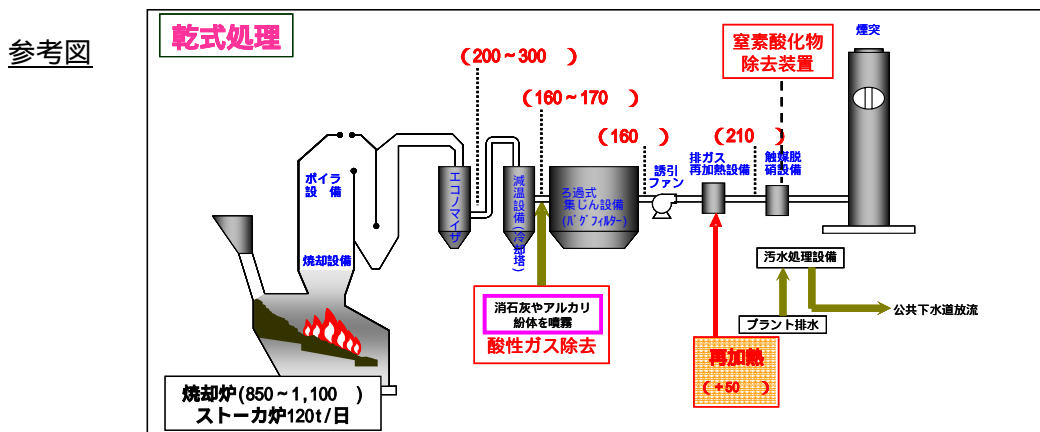 参考図
乾式処理
(200～300　)
(160～170　)
(160　)
(210　)
窒素酸化物
除去装置
煙突
ボイラ
設備
エコノマイザ
減温設備(冷却塔)
ろ過式
集じん設備
(バグフィルター)
誘引
ファン
排ガス
再加熱設備
触媒脱
硝設備
焼却設備
消石灰やアルカリ
紛体を噴霧
酸性ガス除去
再加熱
(+50　)
汚水処理設備
プラント排水
公共下水道放流
焼却炉(850～1,100　)
ストーカ炉120t/日